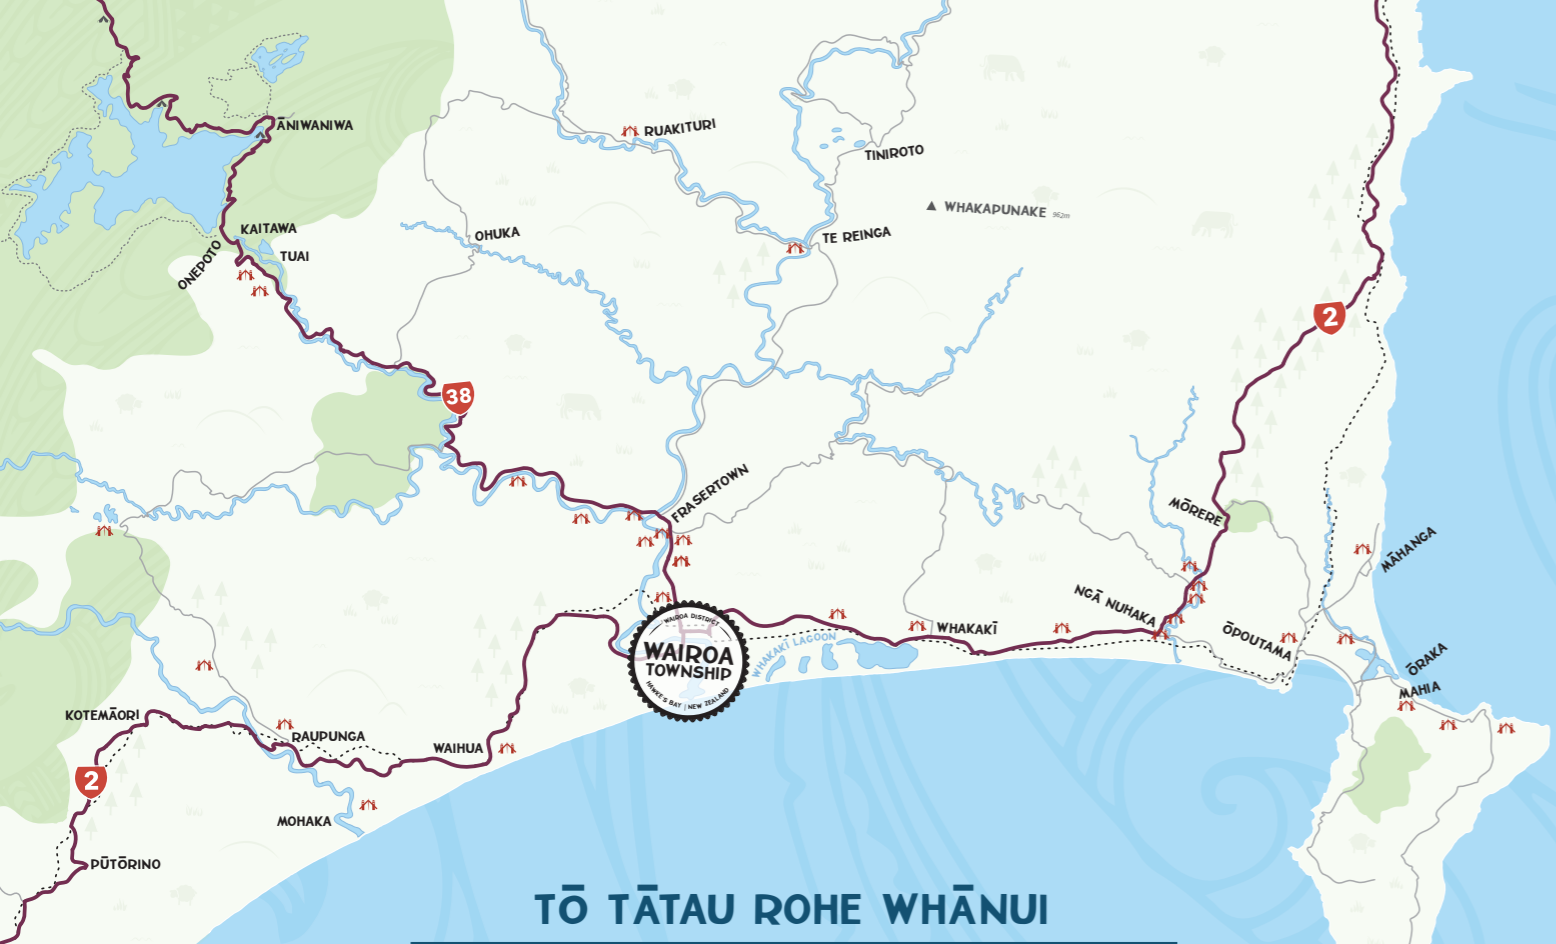 ĀNIWANIWA
RUAKITURI
TINIROTO
WHAKAPUNAKE 962m
KAITAWA
OHUKA
TE REINGA
ONEPOTO
TUAI
2
38
FRASERTOWN
MŌRERE
MĀHANGA
NGĀ NUHAKA
WAIROA DISTRICT
WAIROA
TOWNSHIP
HAWKE'S BAY | NEW ZEALAND
WHAKAKĪ LAGOON
WHAKAKĪ
ŌPOUTAMA
ŌRAKA
MAHIA
KOTEMĀORI
RAUPUNGA
WAIHUA
2
MOHAKA
PŪTŌRINO
TŌ TĀTAU ROHE WHĀNUI